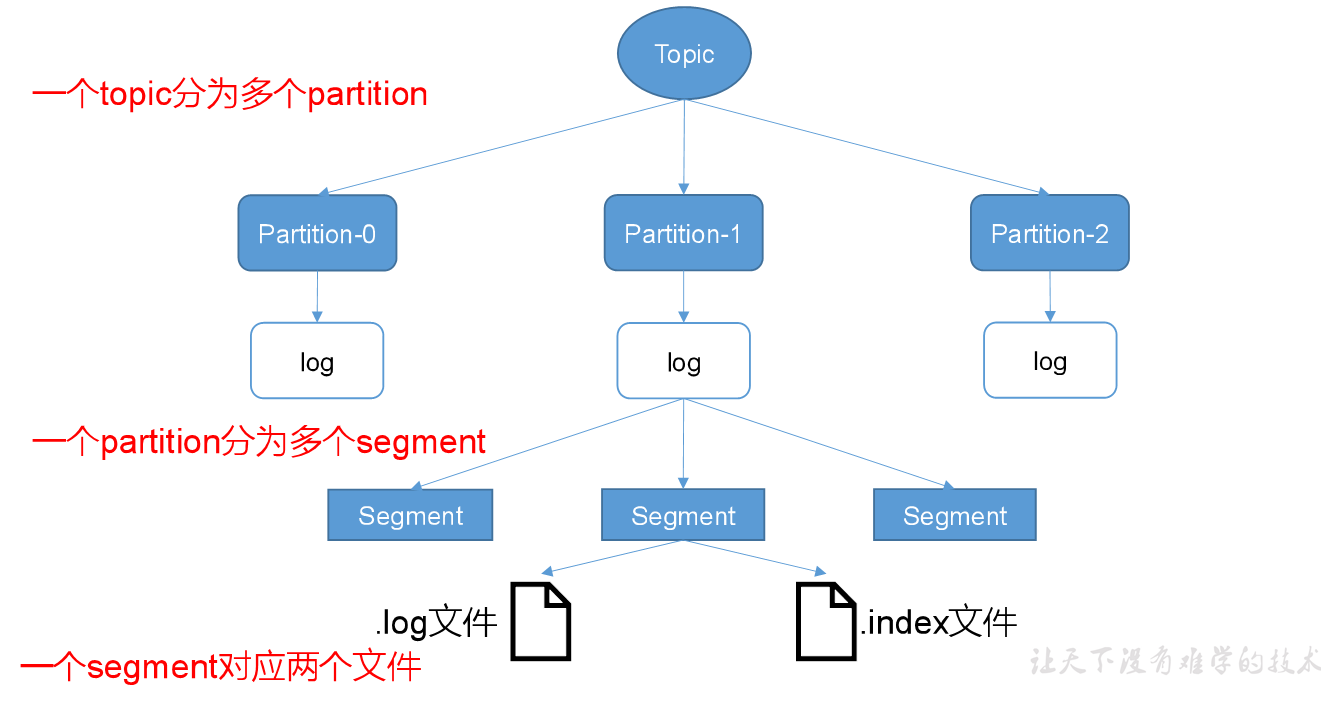 Topic
一个topic分为多个partition
Partition-0
Partition-1
Partition-2
log
log
log
一个partition分为多个segment
Segment
Segment
Segment
.log文件
.index文件
一个segment对应两个文件
让天下没有难学的技术